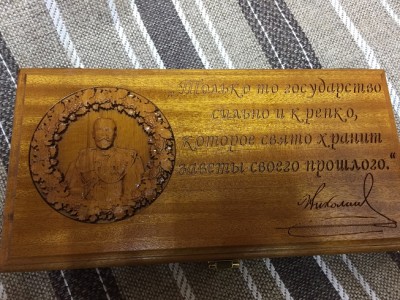 „Только то государство
сильно и крепко,
которое свято хранит
заветы своего прошлого.“
Николай